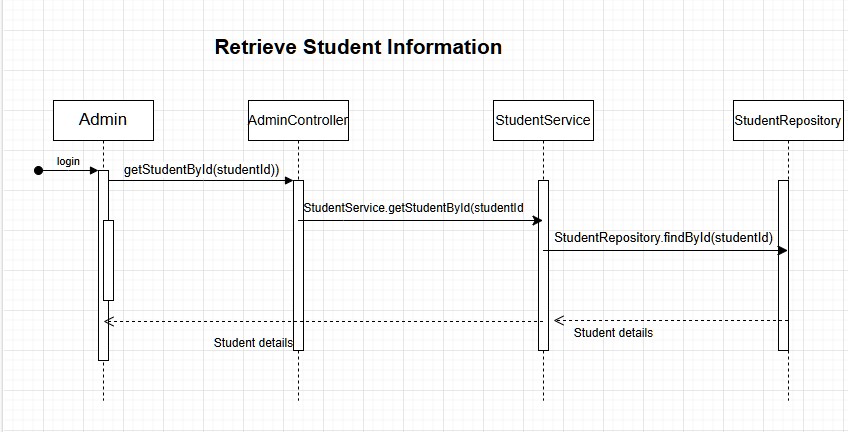 Retrieve Student Information
Admin
AdminController
StudentService
StudentRepository
login
getStudentById(studentId))
StudentService.getStudentById(studentId
StudentRepository.findById(studentId)
Student details
Student details